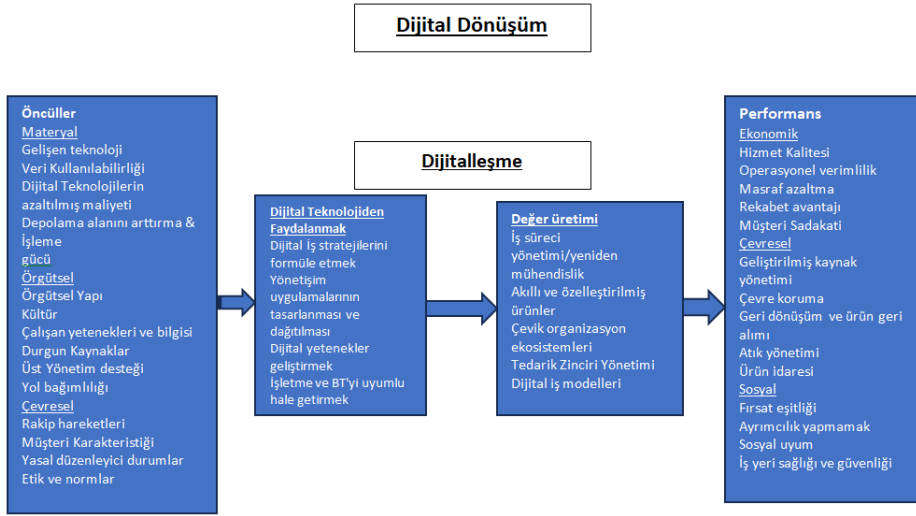 Dijital Dönüşüm
Öncüller
Materyal
Gelişen teknoloji
Veri Kullanılabilirliği
Dijital Teknolojilerin
azaltılmış maliyeti
Depolama alanını arttırma &
İşleme
gücü
Örgütsel
Örgütsel Yapı
Kültür
Çalışan yetenekleri ve bilgisi
Durgun Kaynaklar
Üst Yönetim desteği
Yol bağımlılığı
Çevresel
Rakip hareketleri
Müşteri Karakteristiği
Yasal düzenleyici durumlar
Etik ve normlar
Dijitalleşme
Dijital Teknolojiden
Faydalanmak
Dijital İş stratejilerini
formüle etmek
Yönetişim
uygulamalarının
tasarlanması ve
dağıtılması
Dijital yetenekler
geliştirmek
İşletme ve BT'yi uyumlu
hale getirmek
Değer üretimi
İş süreci
yönetimi/yeniden
mühendislik
Akıllı ve özelleştirilmiş
ürünler
Çevik organizasyon
ekosistemleri
Tedarik Zinciri Yönetimi
Dijital iş modelleri
Performans
Ekonomik
Hizmet Kalitesi
Operasyonel verimlilik
Masraf azaltma
Rekabet avantajı
Müşteri Sadakati
Çevresel
Geliştirilmiş kaynak
yönetimi
Çevre koruma
Geri dönüşüm ve ürün geri
alımı
Atık yönetimi
Ürün idaresi
Sosyal
Fırsat eşitliği
Ayrımcılık yapmamak
Sosyal uyum
İş yeri sağlığı ve güvenliği